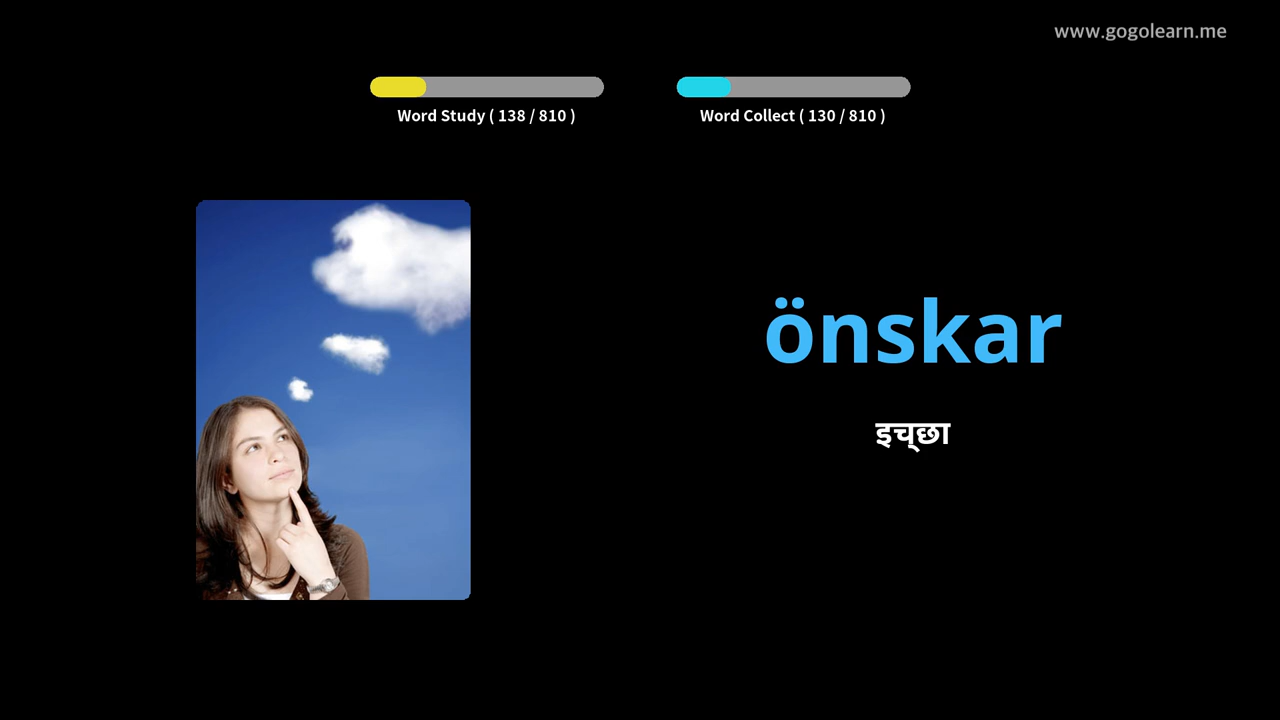 www.gogolearn.me
Word Study ( 138 / 810 )
Word Collect ( 130 / 810 )
önskar
इच्छा